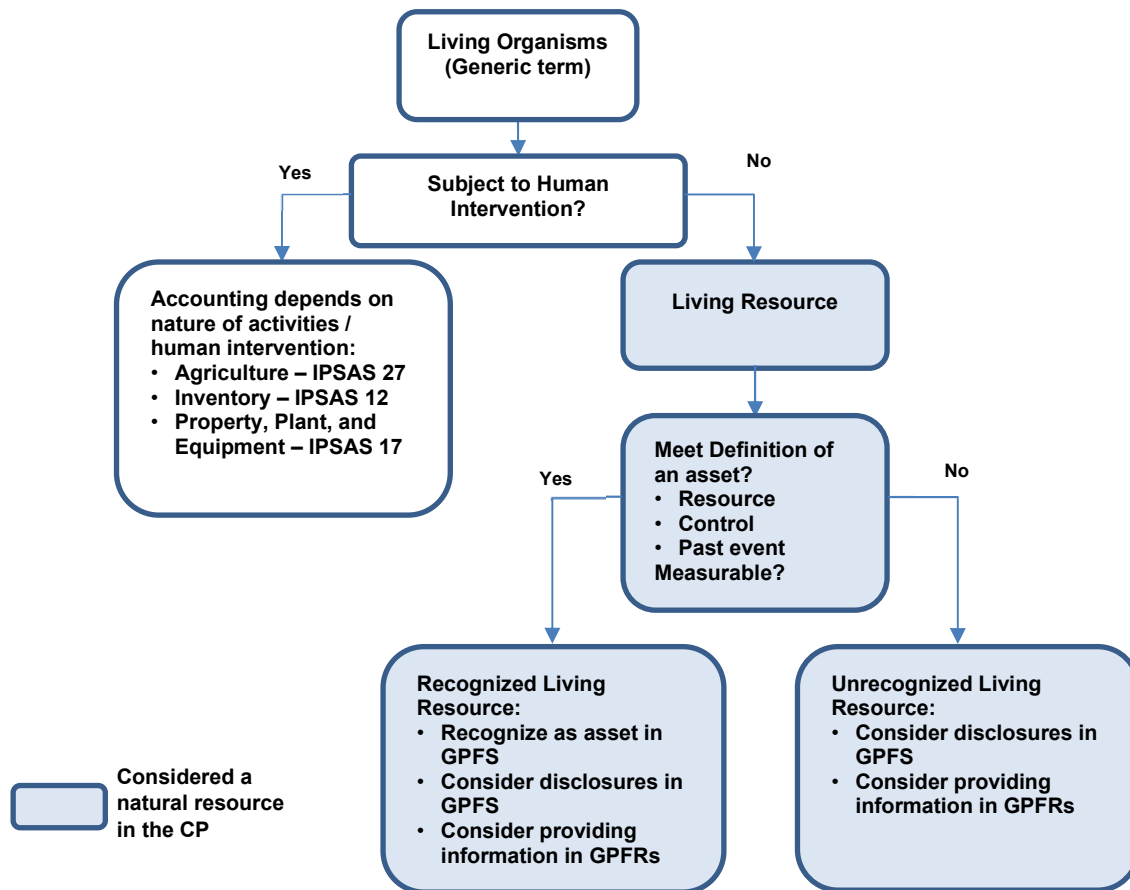 Living Organisms
(Generic term)
Yes
No
Subject to Human
Intervention?
Accounting depends on
nature of activities /
human intervention:
• Agriculture – IPSAS 27
• Inventory – IPSAS 12
• Property, Plant, and
Equipment – IPSAS 17
Living Resource
Meet Definition of
an asset?
• Resource
• Control
• Past event
Measurable?
Yes
No
Recognized Living
Resource:
• Recognize as asset in
GPFS
• Consider disclosures in
GPFS
• Consider providing
information in GPFRs
Unrecognized Living
Resource:
• Consider disclosures in
GPFS
• Consider providing
information in GPFRs
Considered a
natural resource
in the CP